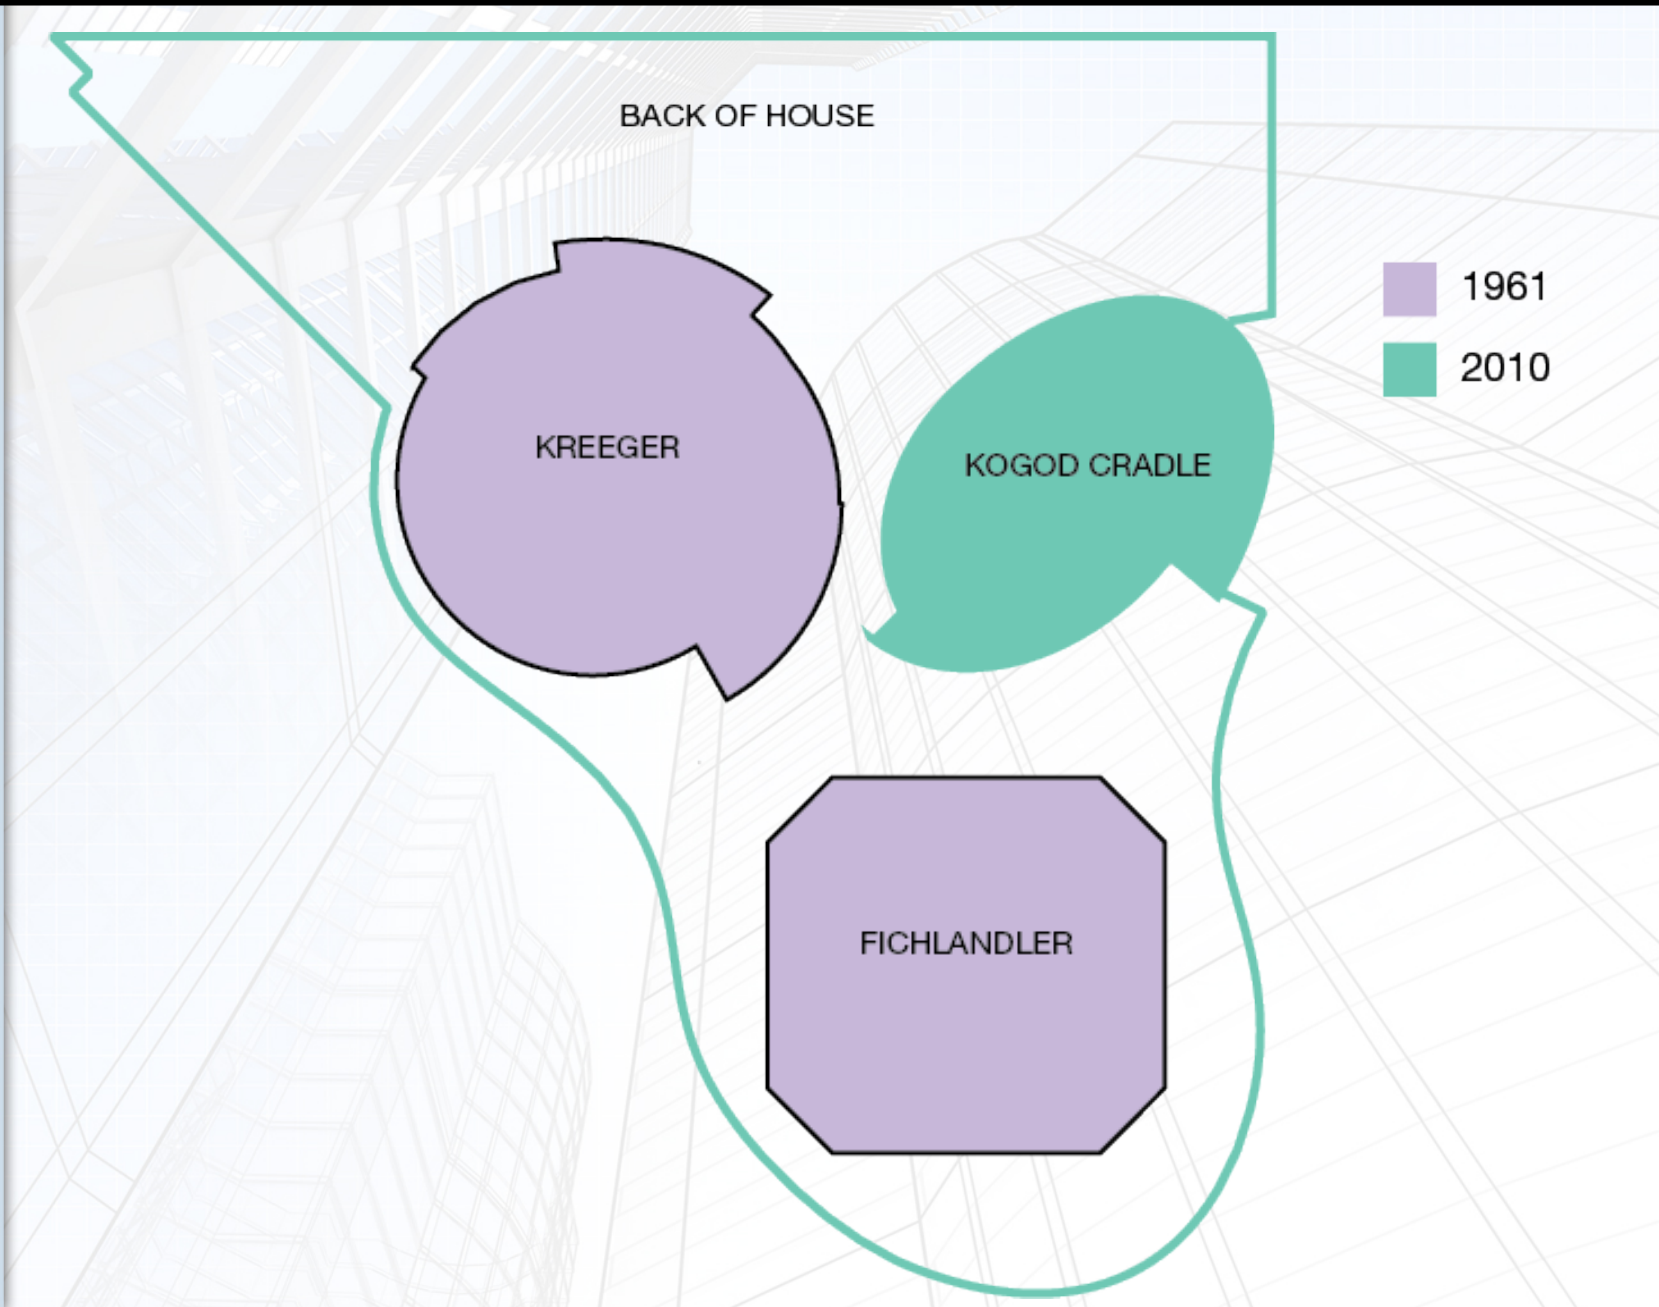 BACK OF HOUSE
1961
2010
KREEGER
KOGOD CRADLE
FICHLANDLER